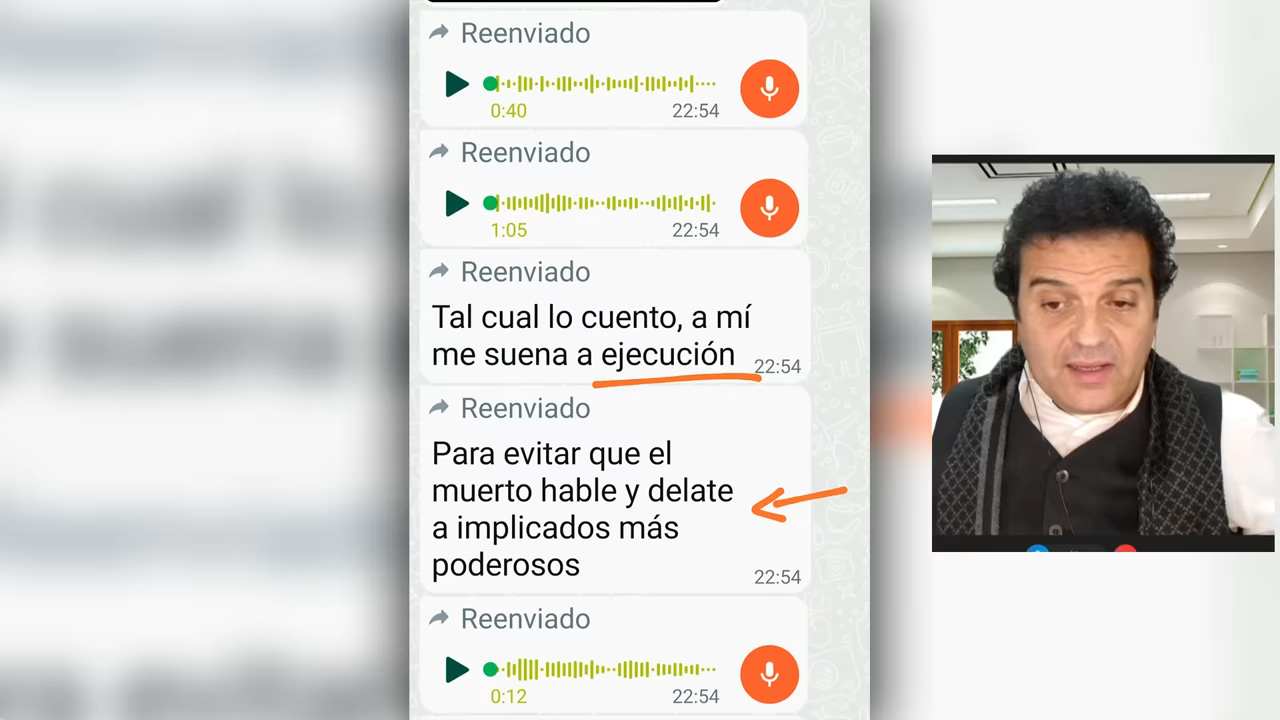 Reenviado
0:40 22:54
Reenviado
1:05 22:54
Reenviado
Tal cual lo cuento, a mí
me suena a ejecución 22:54
Reenviado
Para evitar que el
muerto hable y delate
a implicados más
poderosos 22:54
Reenviado
0:12 22:54